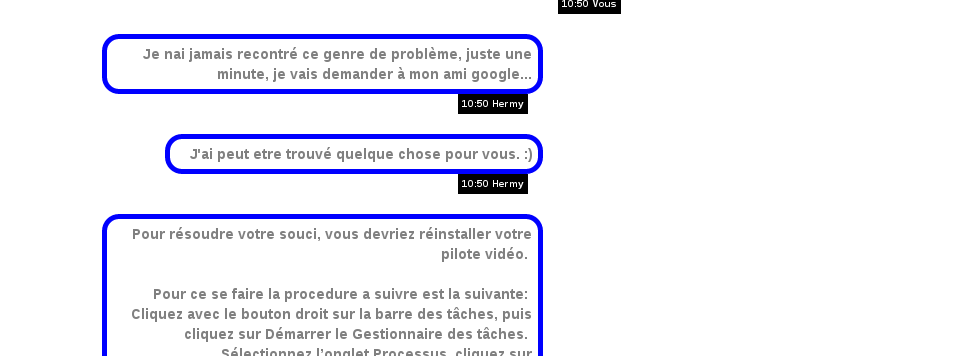 10:50 Vous
Je nai jamais recontré ce genre de problème, juste une
minute, je vais demander à mon ami google...
10:50 Hermy
J'ai peut etre trouvé quelque chose pour vous. :)
10:50 Hermy
Pour résoudre votre souci, vous devriez réinstaller votre
pilote vidéo.
Pour ce se faire la procedure a suivre est la suivante:
Cliquez avec le bouton droit sur la barre des tâches, puis
cliquez sur Démarrer le Gestionnaire des tâches.
Sélectionnez l'onglet Processus, cliquez sur